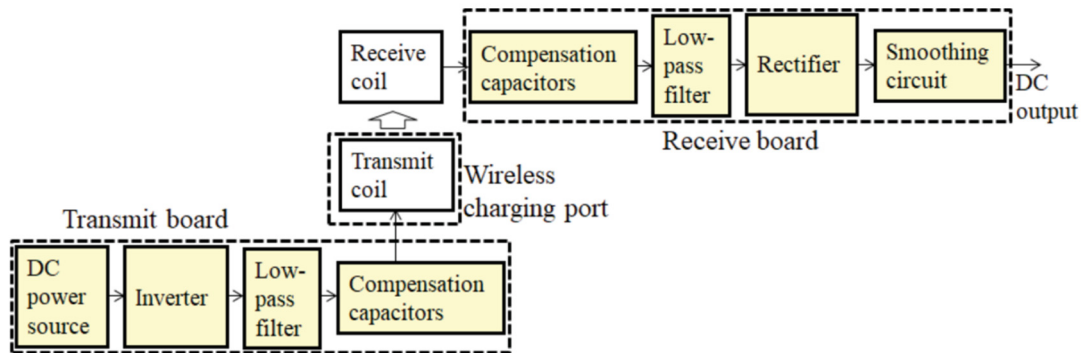 Receive
coil
Compensation
capacitors
Low-
pass
filter
Rectifier
Smoothing
circuit
DC
output
Receive board
Transmit
coil
Wireless
charging port
Transmit board
DC
power
source
Inverter
Low-
pass
filter
Compensation
capacitors